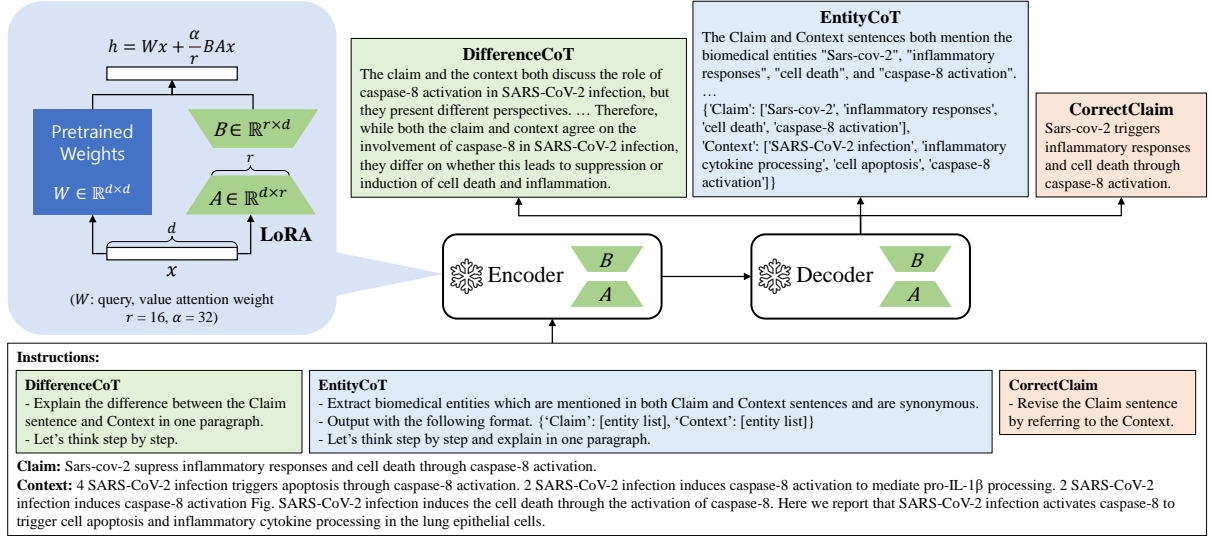 h = Wx + α/r BAx
Pretrained
Weights
W ∈ ℝ^{d×d}
B ∈ ℝ^{r×d}
r
A ∈ ℝ^{d×r}
LoRA
d
x
(W: query, value attention weight
r = 16, α = 32)
DifferenceCoT
The claim and the context both discuss the role of
caspase-8 activation in SARS-CoV-2 infection, but
they present different perspectives. … Therefore,
while both the claim and context agree on the
involvement of caspase-8 in SARS-CoV-2 infection,
they differ on whether this leads to suppression or
induction of cell death and inflammation.
EntityCoT
The Claim and Context sentences both mention the
biomedical entities "Sars-cov-2", "inflammatory
responses", "cell death", and "caspase-8 activation".
…
{'Claim': ['Sars-cov-2', 'inflammatory responses',
'cell death', 'caspase-8 activation'],
'Context': ['SARS-CoV-2 infection', 'inflammatory
cytokine processing', 'cell apoptosis', 'caspase-8
activation']}
CorrectClaim
Sars-cov-2 triggers
inflammatory responses
and cell death through
caspase-8 activation.
Encoder
B
A
Decoder
B
A
Instructions:
DifferenceCoT
- Explain the difference between the Claim
sentence and Context in one paragraph.
- Let's think step by step.
EntityCoT
- Extract biomedical entities which are mentioned in both Claim and Context sentences and are synonymous.
- Output with the following format. {‘Claim’: [entity list], ‘Context’: [entity list]}
- Let’s think step by step and explain in one paragraph.
CorrectClaim
- Revise the Claim sentence
by referring to the Context.
Claim: Sars-cov-2 supress inflammatory responses and cell death through caspase-8 activation.
Context: 4 SARS-CoV-2 infection triggers apoptosis through caspase-8 activation. 2 SARS-CoV-2 infection induces caspase-8 activation to mediate pro-IL-1β processing. 2 SARS-CoV-2
infection induces caspase-8 activation Fig. SARS-CoV-2 infection induces the cell death through the activation of caspase-8. Here we report that SARS-CoV-2 infection activates caspase-8 to
trigger cell apoptosis and inflammatory cytokine processing in the lung epithelial cells.